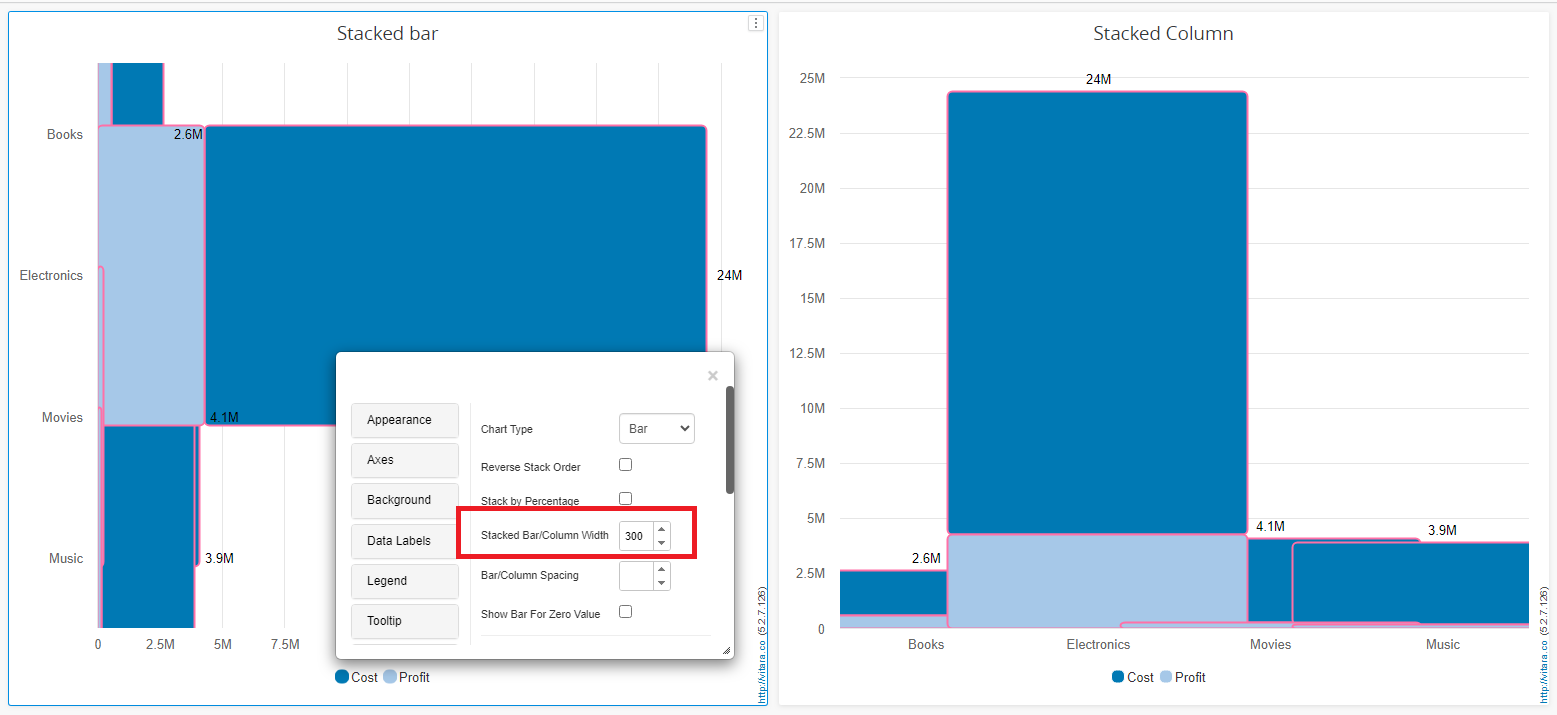 Stacked bar
Books
Electronics
Movies
Music
2.6M
24M
4.1M
3.9M
0
2.5M
5M
7.5M
Cost
Profit
http://vitara.co (5.2.7.126)
×
Appearance
Axes
Background
Data Labels
Legend
Tooltip
Chart Type
Bar
Reverse Stack Order
Stack by Percentage
Stacked Bar/Column Width
300
Bar/Column Spacing
Show Bar For Zero Value
Stacked Column
25M
22.5M
20M
17.5M
15M
12.5M
10M
7.5M
5M
2.5M
0
24M
2.6M
4.1M
3.9M
Books
Electronics
Movies
Music
Cost
Profit
http://vitara.co (5.2.7.126)